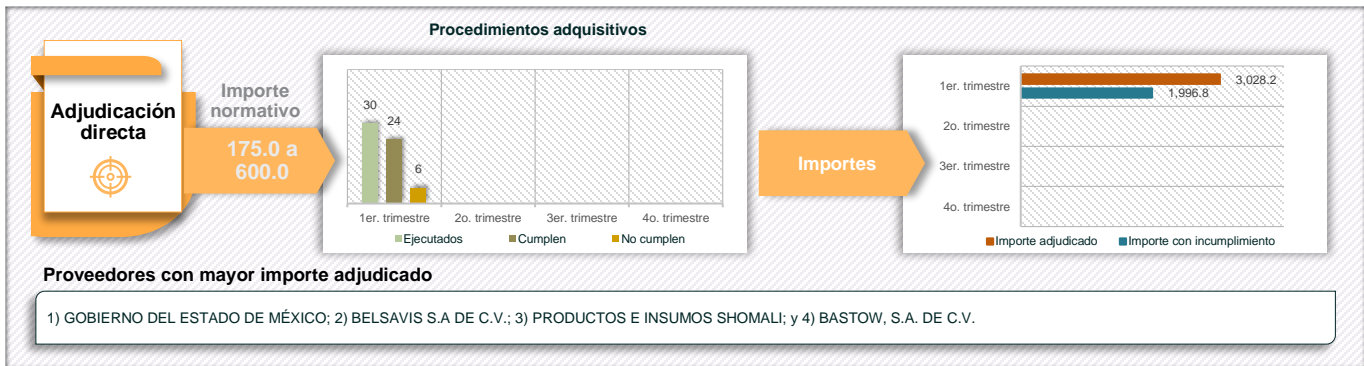 Procedimientos adquisitivos
Adjudicación
directa
Importe
normativo
175.0 a
600.0
30
24
6
1er. trimestre
2o. trimestre
3er. trimestre
4o. trimestre
Ejecutados
Cumplen
No cumplen
Importes
1er. trimestre
3,028.2
1,996.8
2o. trimestre
3er. trimestre
4o. trimestre
Importe adjudicado
Importe con incumplimiento
Proveedores con mayor importe adjudicado
1) GOBIERNO DEL ESTADO DE MÉXICO; 2) BELSAVIS S.A DE C.V.; 3) PRODUCTOS E INSUMOS SHOMALI; y 4) BASTOW, S.A. DE C.V.